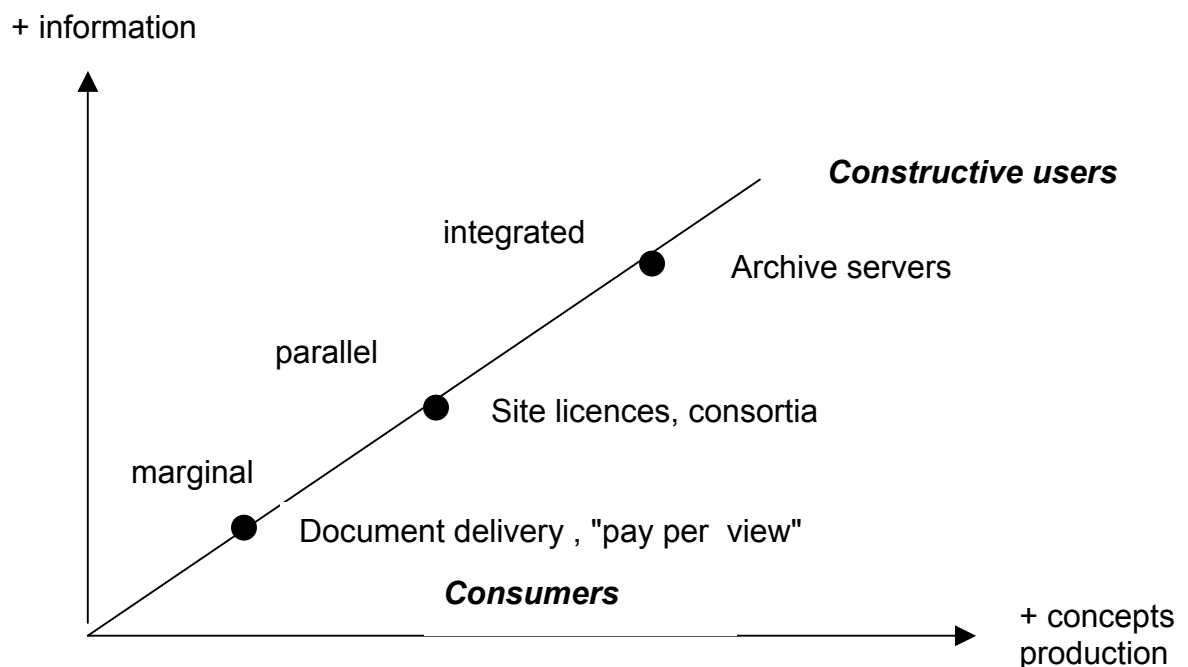 + information
Constructive users
integrated
Archive servers
parallel
Site licences, consortia
marginal
Document delivery , "pay per view"
Consumers
+ concepts
production